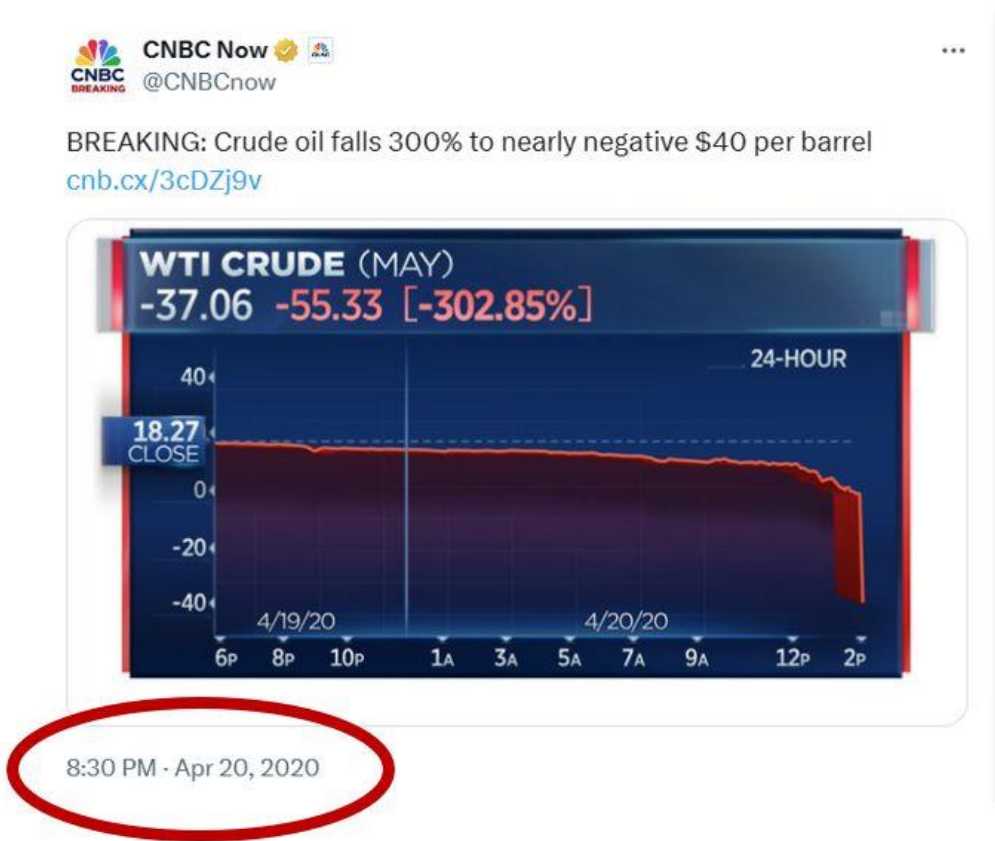 CNBC Now
CNBC
BREAKING
@CNBCnow
BREAKING: Crude oil falls 300% to nearly negative $40 per barrel
cnb.cx/3cDZj9v
WTI CRUDE (MAY)
-37.06 -55.33 [-302.85%]
24-HOUR
40
18.27
CLOSE
0
-20
-40
4/19/20 4/20/20
6P 8P 10P 1A 3A 5A 7A 9A 12P 2P
8:30 PM · Apr 20, 2020